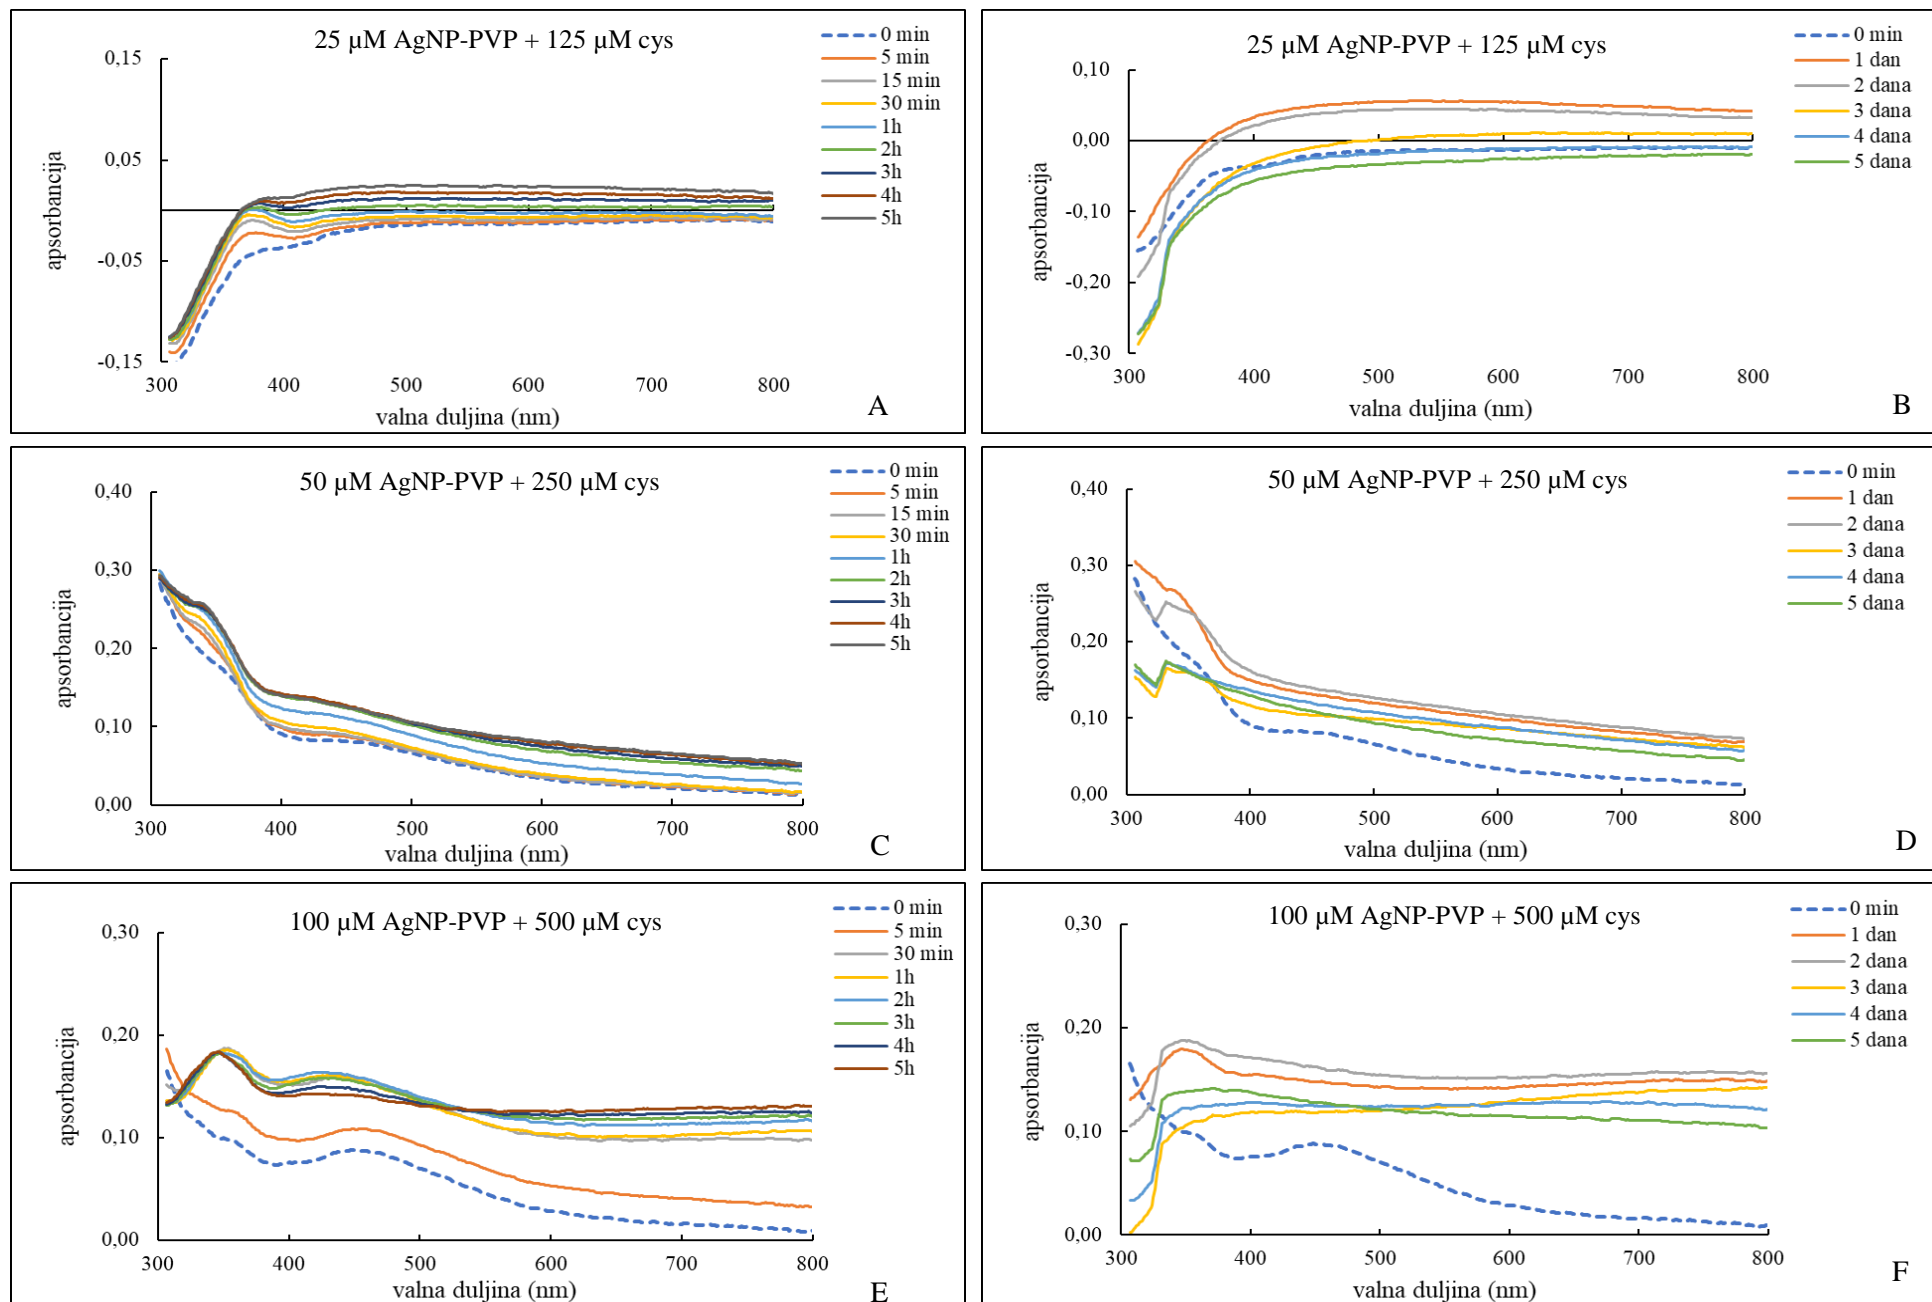 25 µM AgNP-PVP + 125 µM cys
0 min
5 min
15 min
30 min
1h
2h
3h
4h
5h
0,15
0,05
-0,05
-0,15
300
400
500
600
700
800
apsorbancija
valna duljina (nm)
A
25 µM AgNP-PVP + 125 µM cys
0 min
1 dan
2 dana
3 dana
4 dana
5 dana
0,10
0,00
-0,10
-0,20
-0,30
300
400
500
600
700
800
apsorbancija
valna duljina (nm)
B
50 µM AgNP-PVP + 250 µM cys
0 min
5 min
15 min
30 min
1h
2h
3h
4h
5h
0,40
0,30
0,20
0,10
0,00
300
400
500
600
700
800
apsorbancija
valna duljina (nm)
C
50 µM AgNP-PVP + 250 µM cys
0 min
1 dan
2 dana
3 dana
4 dana
5 dana
0,40
0,30
0,20
0,10
0,00
300
400
500
600
700
800
apsorbancija
valna duljina (nm)
D
100 µM AgNP-PVP + 500 µM cys
0 min
5 min
30 min
1h
2h
3h
4h
5h
0,30
0,20
0,10
0,00
300
400
500
600
700
800
apsorbancija
valna duljina (nm)
E
100 µM AgNP-PVP + 500 µM cys
0 min
1 dan
2 dana
3 dana
4 dana
5 dana
0,30
0,20
0,10
0,00
300
400
500
600
700
800
apsorbancija
valna duljina (nm)
F